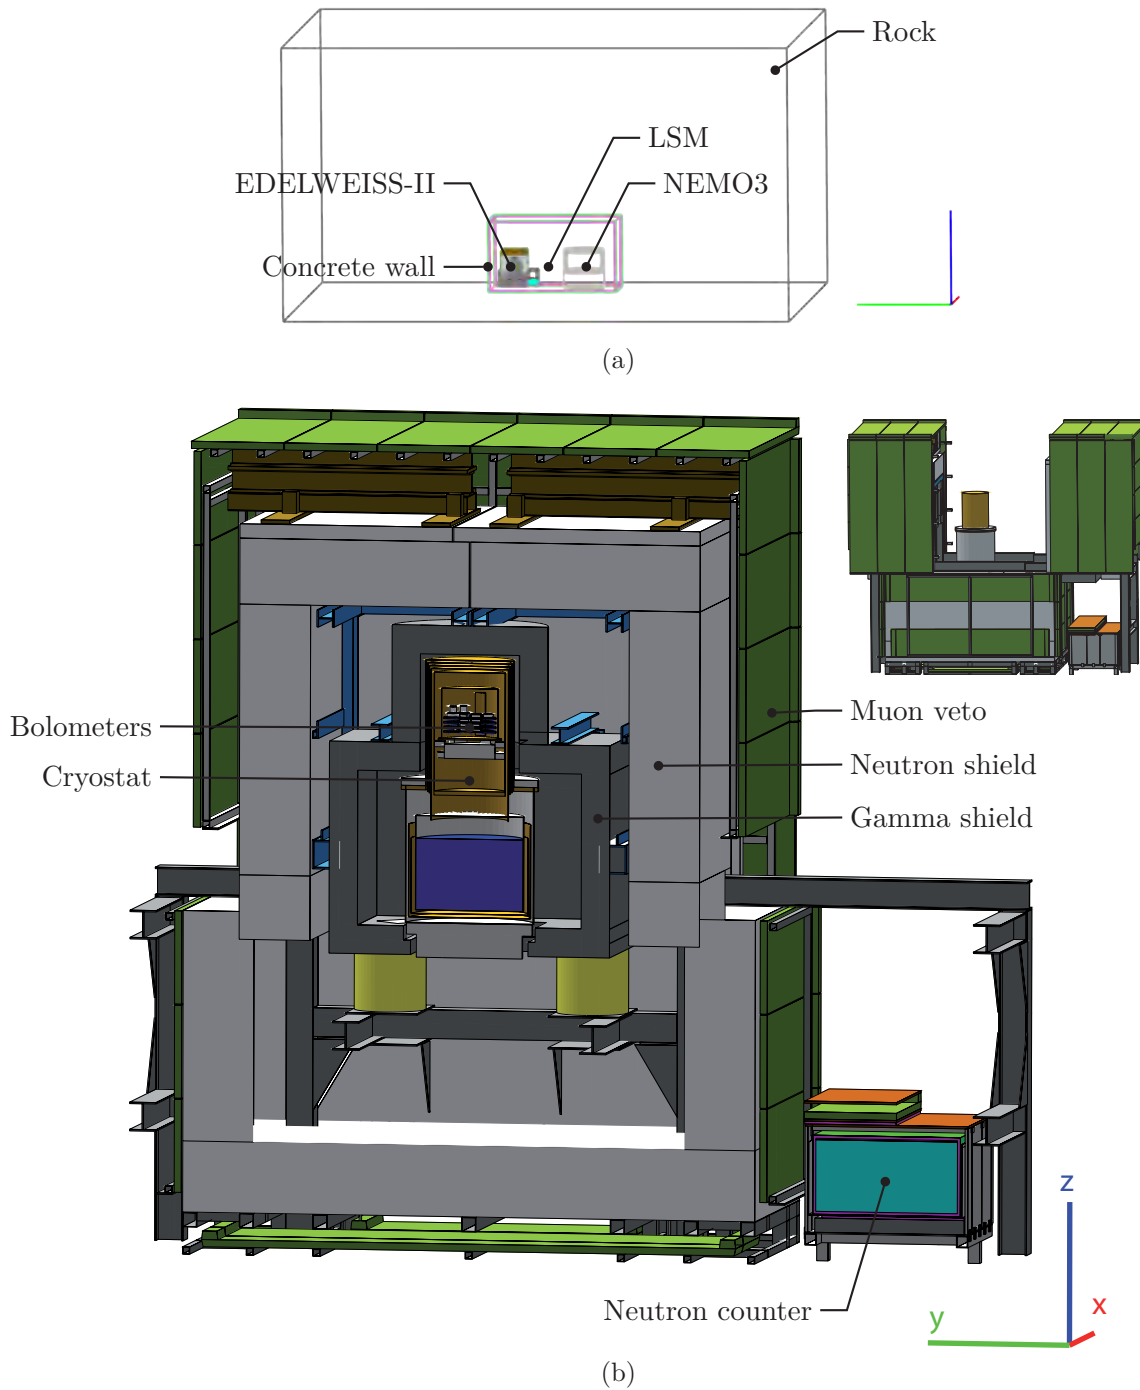 Rock
LSM
EDELWEISS-II
NEMO3
Concrete wall
(a)
Bolometers
Muon veto
Cryostat
Neutron shield
Gamma shield
z
x
Neutron counter
y
(b)